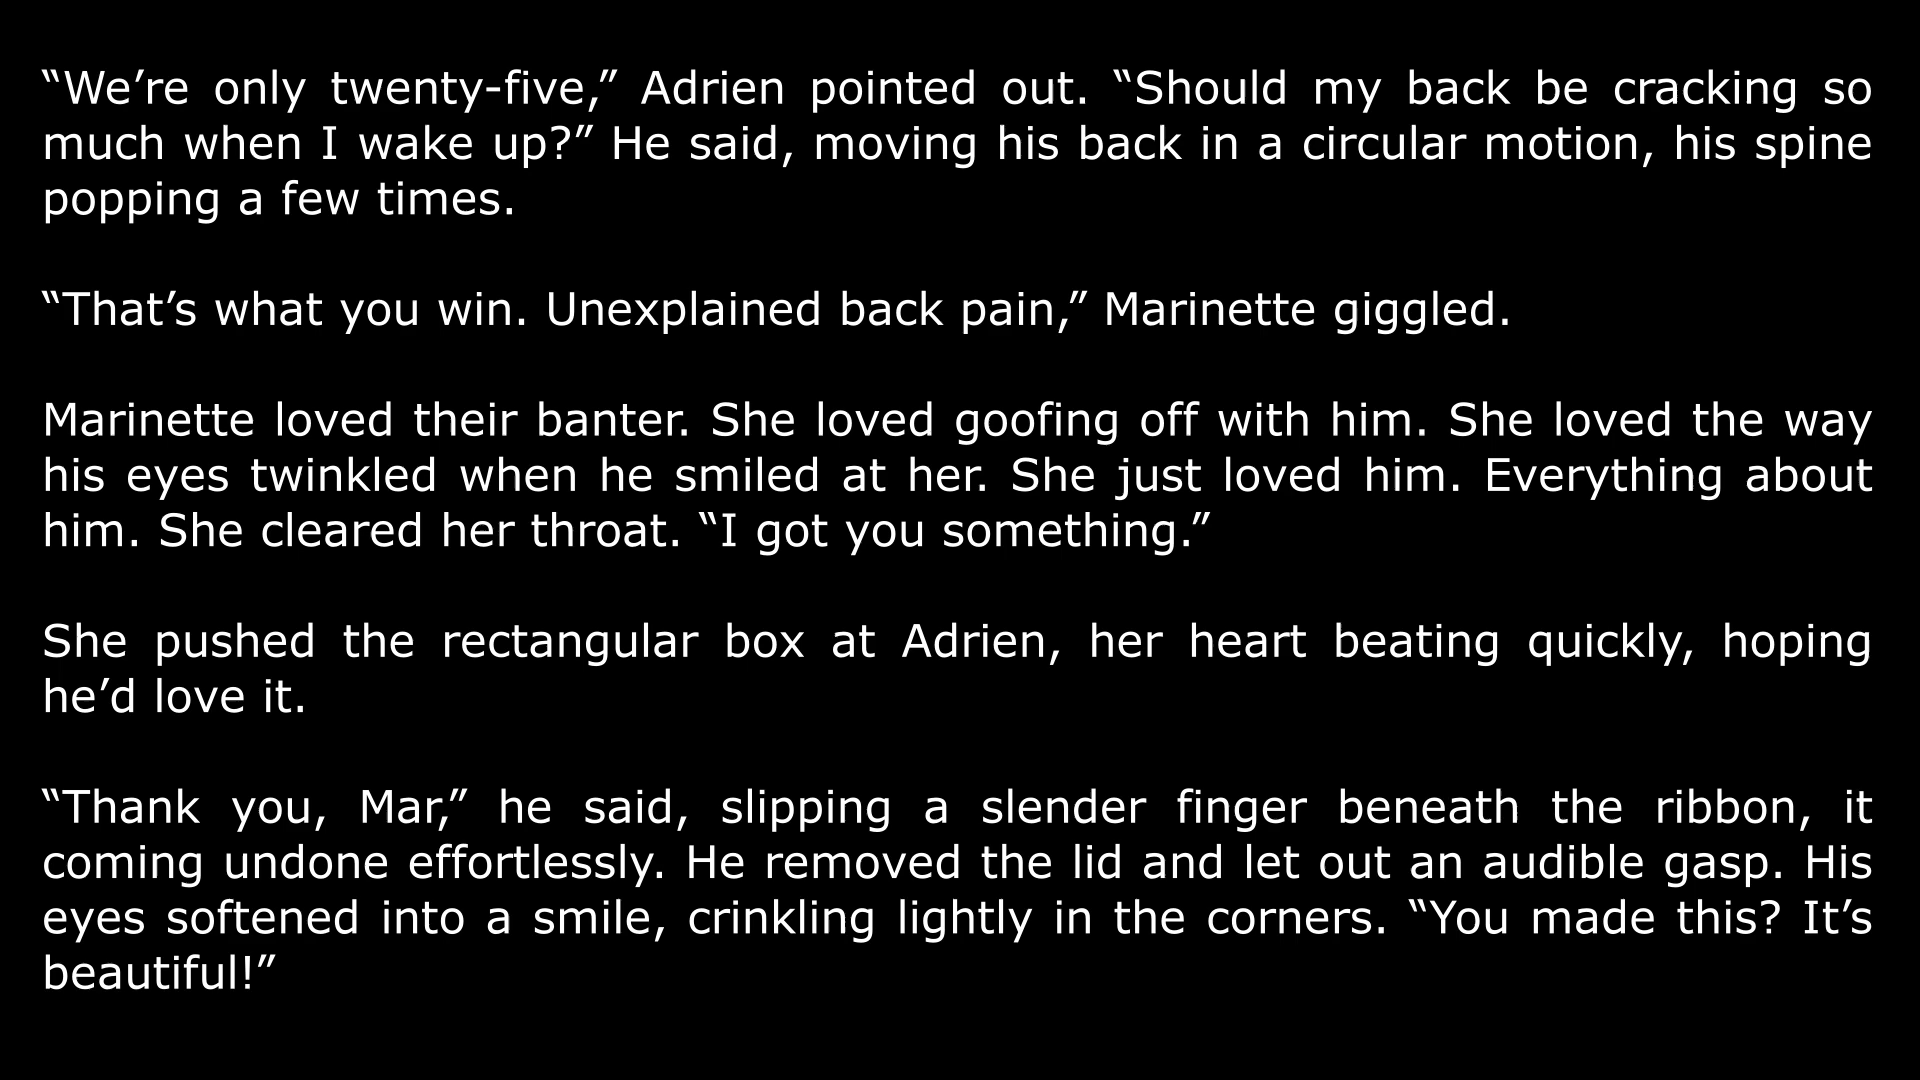 “We’re only twenty-five,” Adrien pointed out. “Should my back be cracking so
much when I wake up?” He said, moving his back in a circular motion, his spine
popping a few times.
“That’s what you win. Unexplained back pain,” Marinette giggled.
Marinette loved their banter. She loved goofing off with him. She loved the way
his eyes twinkled when he smiled at her. She just loved him. Everything about
him. She cleared her throat. “I got you something.”
She pushed the rectangular box at Adrien, her heart beating quickly, hoping
he’d love it.
“Thank you, Mar,” he said, slipping a slender finger beneath the ribbon, it
coming undone effortlessly. He removed the lid and let out an audible gasp. His
eyes softened into a smile, crinkling lightly in the corners. “You made this? It’s
beautiful!”